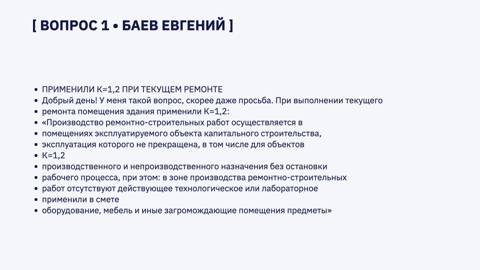 [ ВОПРОС 1 • БАЕВ ЕВГЕНИЙ ]
• ПРИМЕНИЛИ К=1,2 ПРИ ТЕКУЩЕМ РЕМОНТЕ
• Добрый день! У меня такой вопрос, скорее даже просьба. При выполнении текущего
• ремонта помещения здания применили К=1,2:
• «Производство ремонтно-строительных работ осуществляется в
• помещениях эксплуатируемого объекта капитального строительства,
• эксплуатация которого не прекращена, в том числе для объектов
• К=1,2
• производственного и непроизводственного назначения без остановки
• рабочего процесса, при этом: в зоне производства ремонтно-строительных
• работ отсутствуют действующее технологическое или лабораторное
• применили в смете
• оборудование, мебель и иные загромождающие помещения предметы»